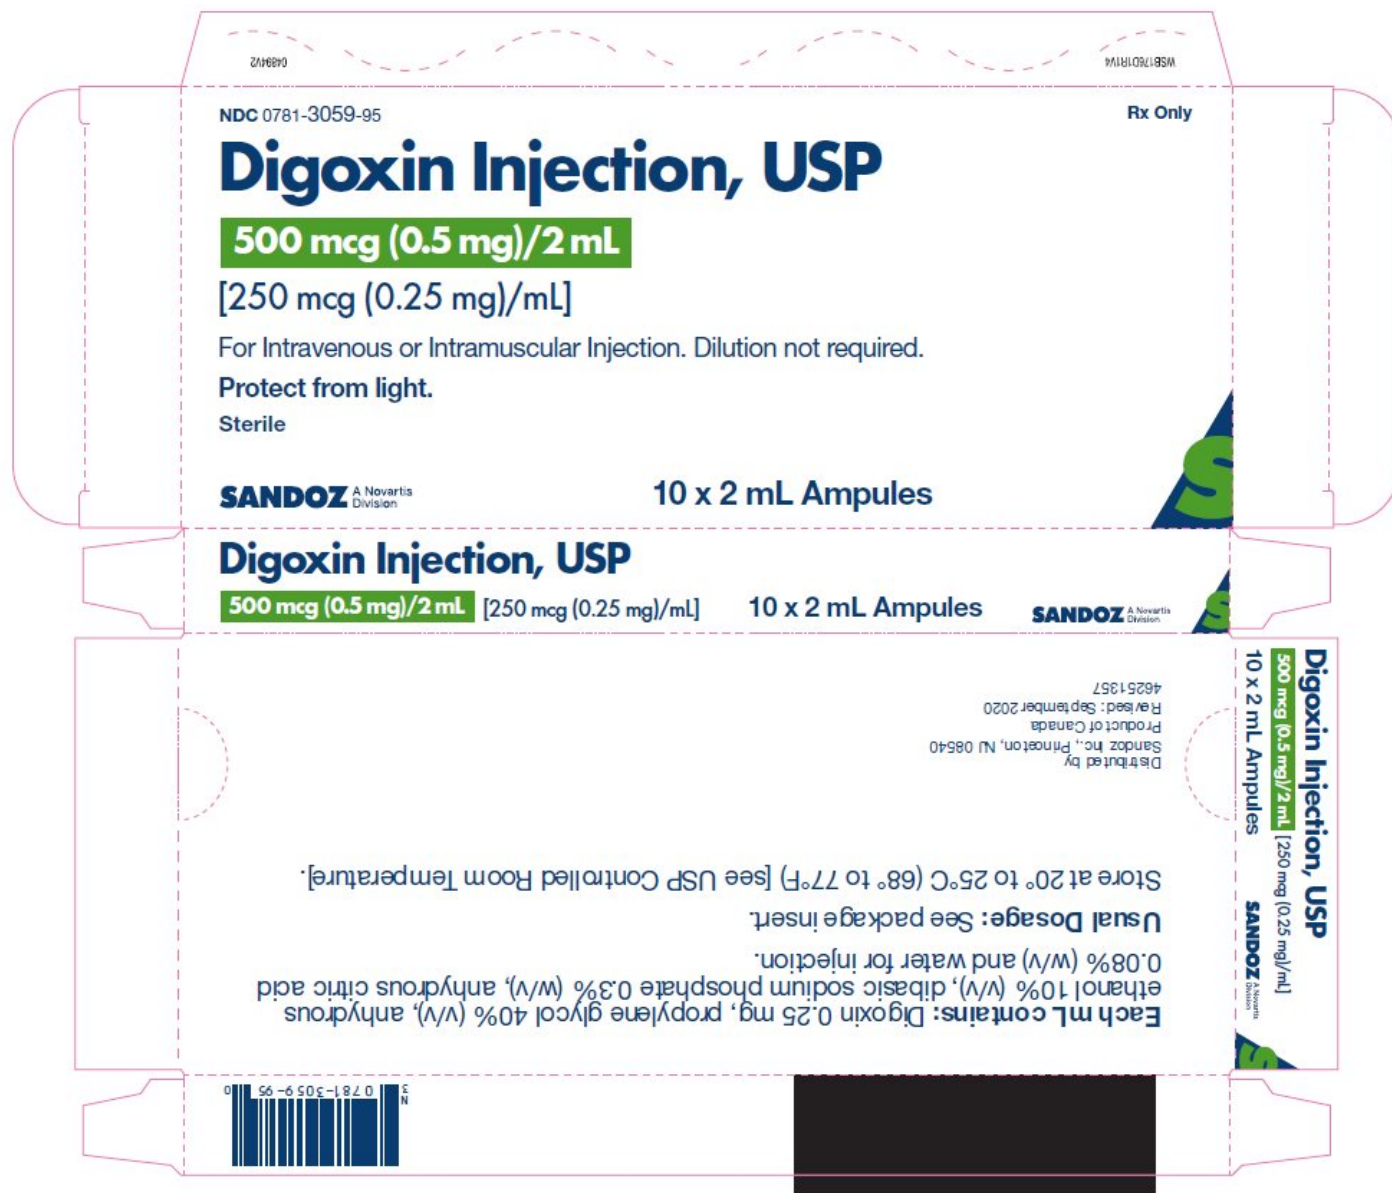 04894V2
WSB176D1R1V4
NDC 0781-3059-95
Rx Only
Digoxin Injection, USP
500 mcg (0.5 mg)/2 mL
[250 mcg (0.25 mg)/mL]
For Intravenous or Intramuscular Injection. Dilution not required.
Protect from light.
Sterile
SANDOZ A Novartis
Division
10 x 2 mL Ampules
S
Digoxin Injection, USP
500 mcg (0.5 mg)/2 mL [250 mcg (0.25 mg)/mL] 10 x 2 mL Ampules SANDOZ A Novartis
Division
S
Each mL contains: Digoxin 0.25 mg, propylene glycol 40% (v/v), anhydrous
ethanol 10% (v/v), dibasic sodium phosphate 0.3% (w/v), anhydrous citric acid
0.08% (w/v) and water for injection.
Usual Dosage: See package insert.
Store at 20° to 25°C (68° to 77°F) [see USP Controlled Room Temperature].
Distributed by
Sandoz Inc., Princeton, NJ 08540
Product of Canada
Revised: September 2020
46251357
Digoxin Injection, USP
500 mcg (0.5 mg)/2 mL [250 mcg (0.25 mg)/mL]
10 x 2 mL Ampules SANDOZ A Novartis
Division
S
N
3 0781-3059-95 0